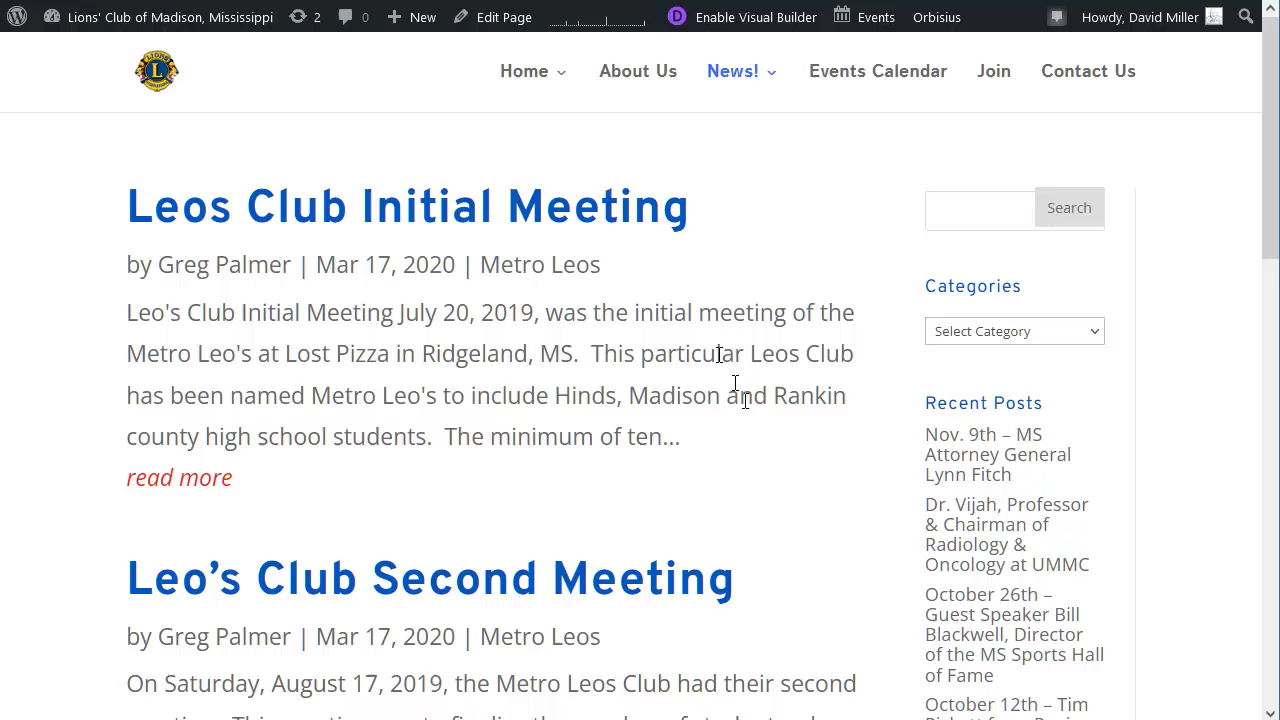 Lions' Club of Madison, Mississippi 2 0 New Edit Page Enable Visual Builder Events Orbisius Howdy, David Miller
LIONS
L
Home About Us News! Events Calendar Join Contact Us
Leos Club Initial Meeting
by Greg Palmer | Mar 17, 2020 | Metro Leos
Leo's Club Initial Meeting July 20, 2019, was the initial meeting of the
Metro Leo's at Lost Pizza in Ridgeland, MS.  This particular Leos Club
has been named Metro Leo's to include Hinds, Madison and Rankin
county high school students.  The minimum of ten...
read more
Leo’s Club Second Meeting
by Greg Palmer | Mar 17, 2020 | Metro Leos
On Saturday, August 17, 2019, the Metro Leos Club had their second
Search
Categories
Select Category
Recent Posts
Nov. 9th – MS
Attorney General
Lynn Fitch
Dr. Vijah, Professor
& Chairman of
Radiology &
Oncology at UMMC
October 26th –
Guest Speaker Bill
Blackwell, Director
of the MS Sports Hall
of Fame
October 12th – Tim